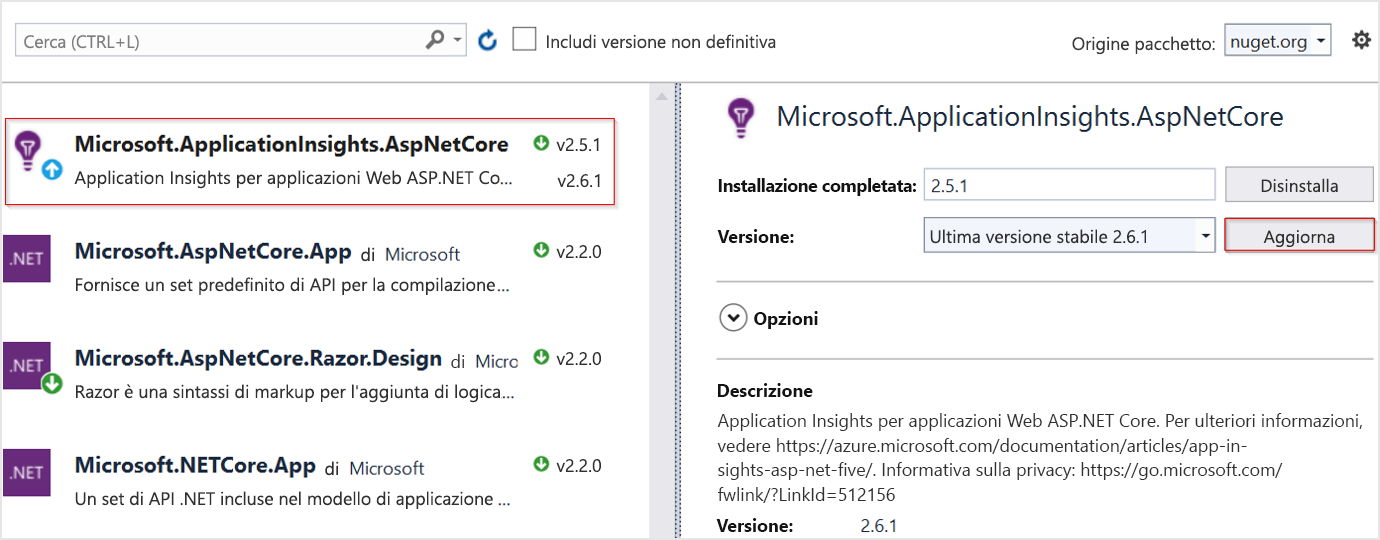 Cerca (CTRL+L)
Includi versione non definitiva
Origine pacchetto: nuget.org
Microsoft.ApplicationInsights.AspNetCore v2.5.1
Application Insights per applicazioni Web ASP.NET Co... v2.6.1
.NET
Microsoft.AspNetCore.App di Microsoft v2.2.0
Fornisce un set predefinito di API per la compilazione...
.NET
Microsoft.AspNetCore.Razor.Design di Micro v2.2.0
Razor è una sintassi di markup per l'aggiunta di logica...
.NET
Microsoft.NETCore.App di Microsoft v2.2.0
Un set di API .NET incluse nel modello di applicazione ...
Microsoft.ApplicationInsights.AspNetCore
Installazione completata: 2.5.1 Disinstalla
Versione: Ultima versione stabile 2.6.1 Aggiorna
Opzioni
Descrizione
Application Insights per applicazioni Web ASP.NET Core. Per ulteriori informazioni,
vedere https://azure.microsoft.com/documentation/articles/app-in-
sights-asp-net-five/. Informativa sulla privacy: https://go.microsoft.com/
fwlink/?LinkId=512156
Versione: 2.6.1